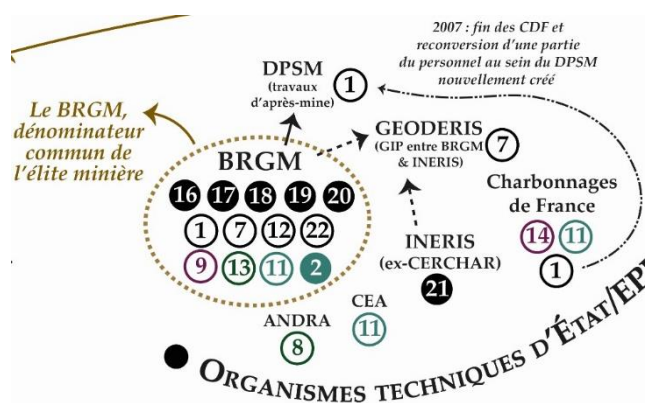 2007 : fin des CDF et
reconversion d'une partie
du personnel au sein du DPSM
nouvellement créé
DPSM
(travaux
d'après-mine)
1
Le BRGM,
dénominateur
commun de
l'élite minière
GEODERIS
(GIP entre BRGM
& INERIS)
7
BRGM
16 17 18 19 20
1 7 12 22
9 13 11 2
Charbonnages
de France
14 11
1
INERIS
(ex-CERCHAR)
21
CEA
11
ANDRA
8
ORGANISMES TECHNIQUES D'ÉTAT/EP